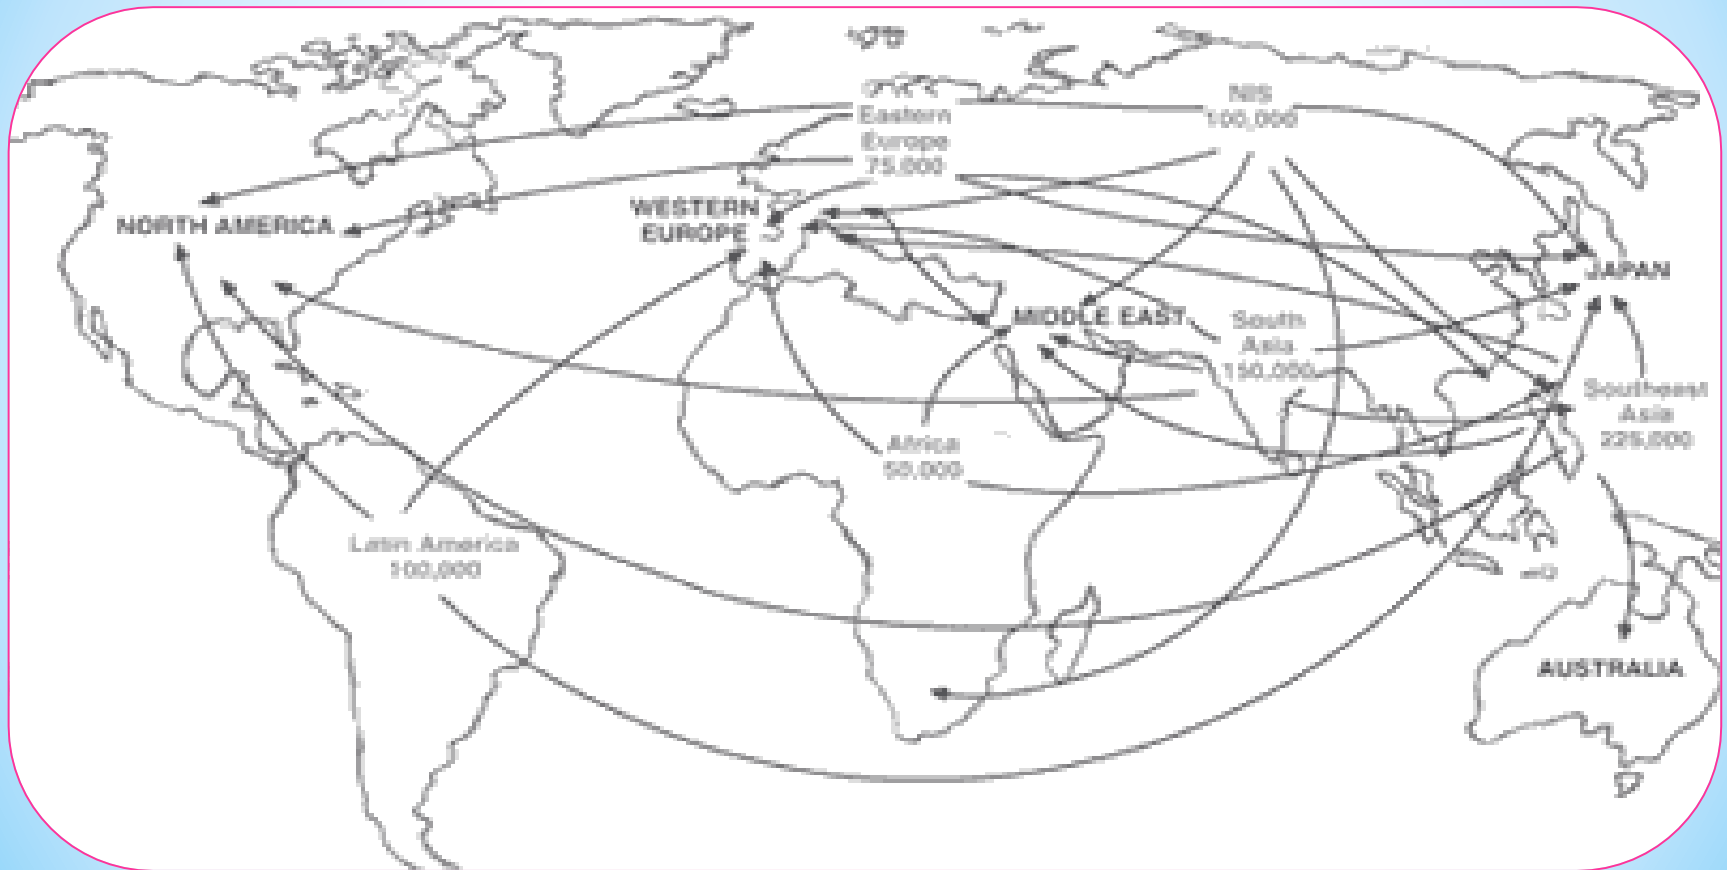 Eastern
Europe
75,000
NIS
100,000
NORTH AMERICA
WESTERN
EUROPE
MIDDLE EAST
JAPAN
South
Asia
150,000
Southeast
Asia
225,000
Africa
50,000
Latin America
100,000
AUSTRALIA